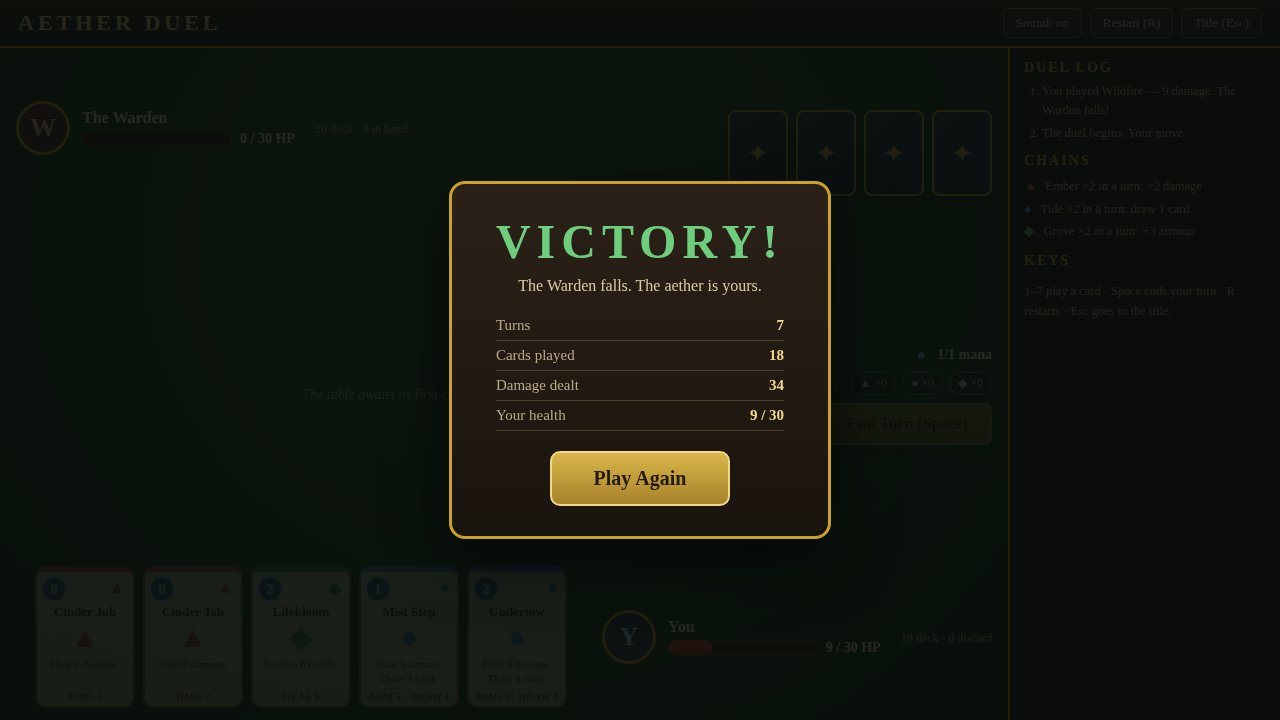 AETHER DUEL
Sound: on
Restart (R)
Title (Esc)
W
The Warden
0 / 30 HP
20 deck · 4 in hand
DUEL LOG
1. You played Wildfire — 9 damage. The
Warden falls!
2. The duel begins. Your move.
CHAINS
▲ Ember ×2 in a turn: +2 damage
● Tide ×2 in a turn: draw 1 card
◆ Grove ×2 in a turn: +3 armour
KEYS
1–7 play a card · Space ends your turn · R
restarts · Esc goes to the title.
VICTORY!
The Warden falls. The aether is yours.
Turns 7
Cards played 18
Damage dealt 34
Your health 9 / 30
Play Again
The table awaits its first
1/1 mana
▲ ×0
● ×0
◆ ×0
End Turn (Space)
0
Cinder Jab
Deal 2 damage.
DMG 2
0
Cinder Jab
Deal 2 damage.
DMG 2
2
Lifebloom
Restore 6 health.
HEAL 6
1
Mist Step
Gain 5 armour.
Draw 1 card.
ARM 5 · DRAW 1
2
Undertow
Deal 3 damage.
Draw 1 card.
DMG 3 · DRAW 1
Y
You
9 / 30 HP
19 deck · 0 discard